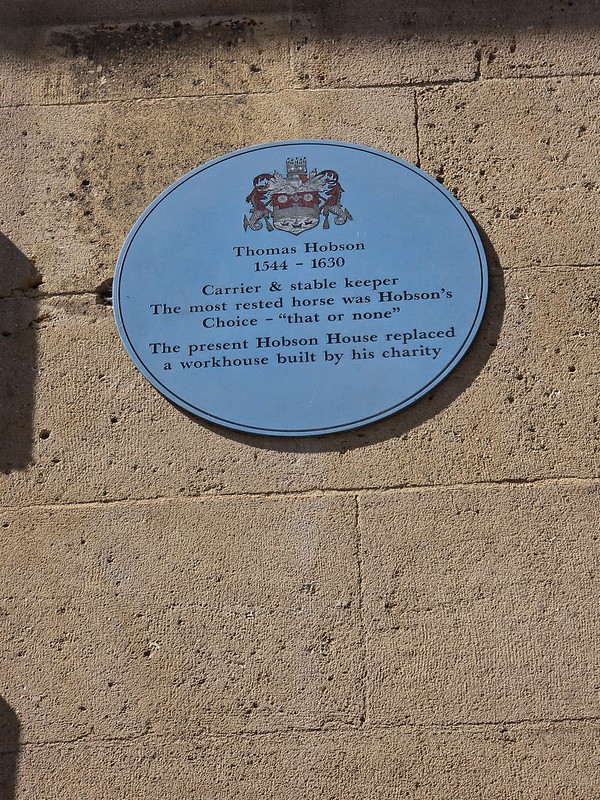 Thomas Hobson
1544 - 1630
Carrier & stable keeper
The most rested horse was Hobson's
Choice - "that or none"
The present Hobson House replaced
a workhouse built by his charity